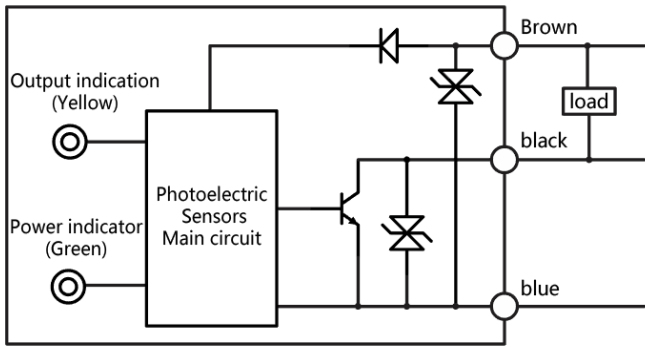 Brown
Output indication
(Yellow)
load
black
Photoelectric
Sensors
Main circuit
Power indicator
(Green)
blue